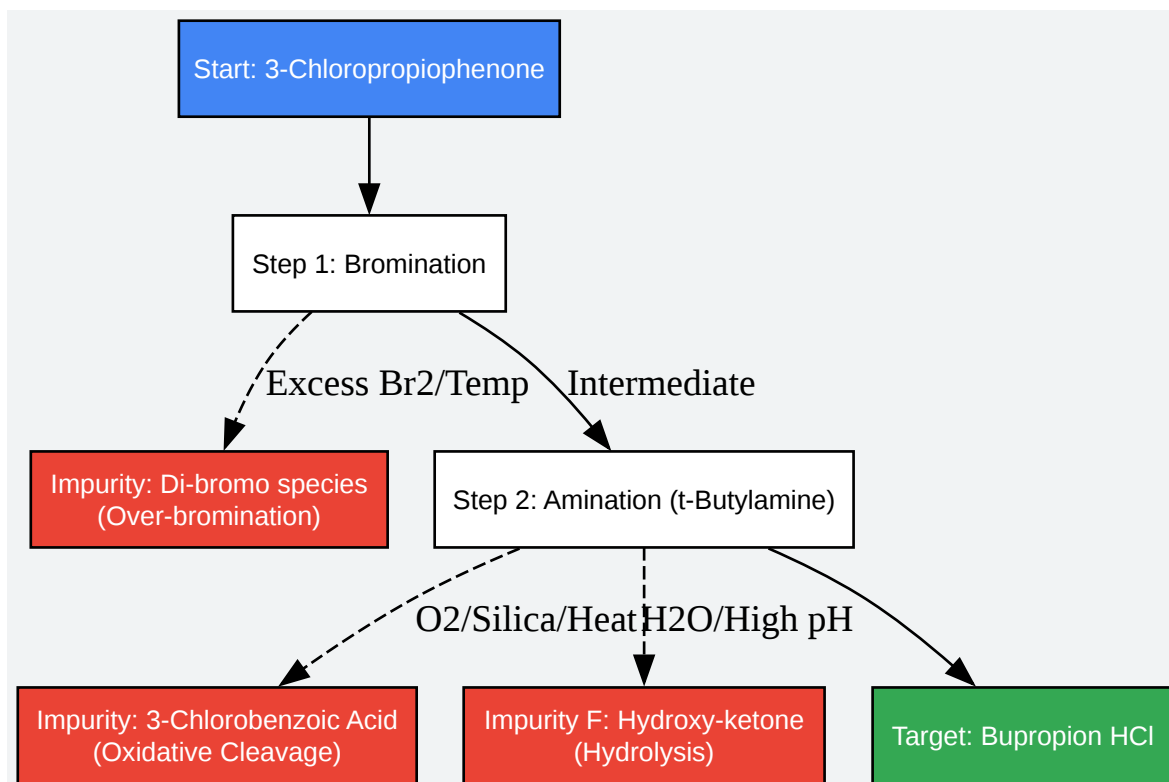 Start: 3-Chloropropiophenone
Step 1: Bromination
Excess Br2/Temp
Intermediate
Impurity: Di-bromo species
(Over-bromination)
Step 2: Amination (t-Butylamine)
O2/Silica/Heat
H2O/High pH
Impurity: 3-Chlorobenzoic Acid
(Oxidative Cleavage)
Impurity F: Hydroxy-ketone
(Hydrolysis)
Target: Bupropion HCl